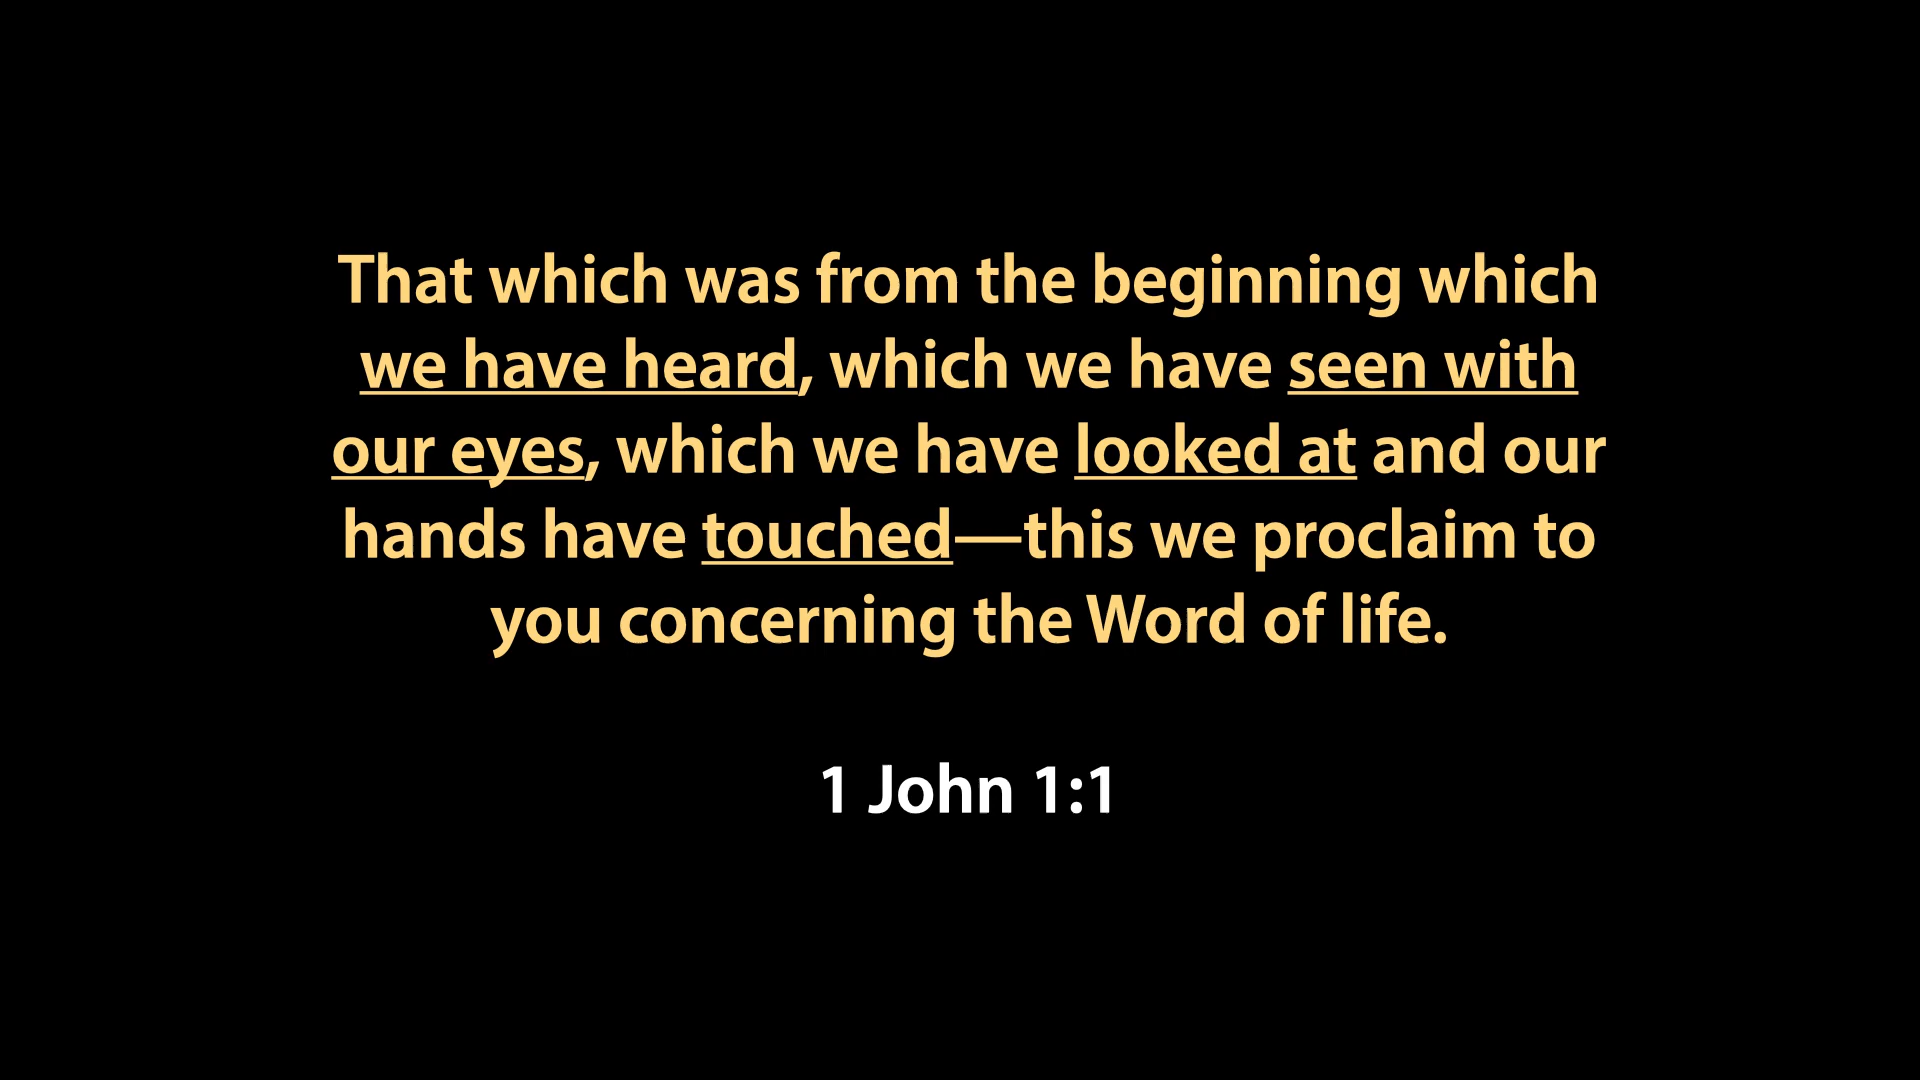 That which was from the beginning which
we have heard, which we have seen with
our eyes, which we have looked at and our
hands have touched—this we proclaim to
you concerning the Word of life.
1 John 1:1